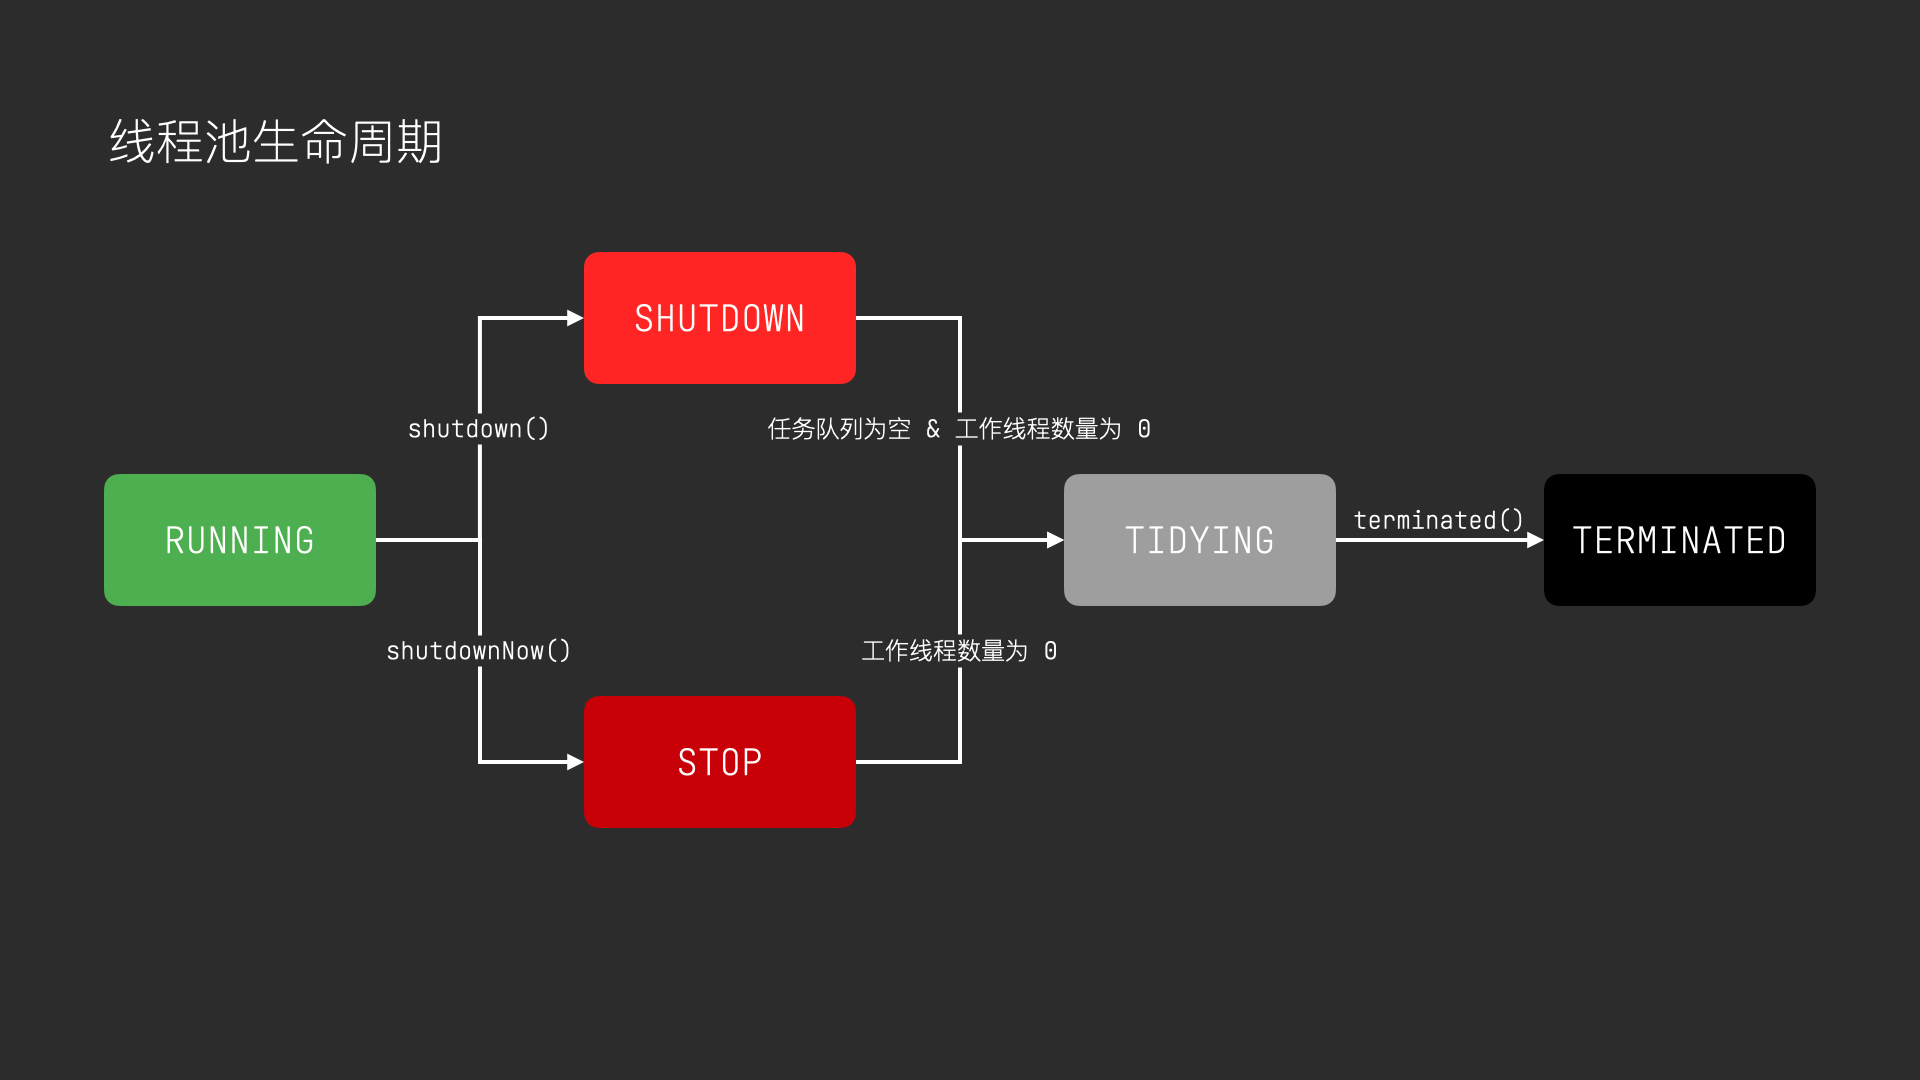 线程池生命周期
SHUTDOWN
shutdown()
任务队列为空 & 工作线程数量为 0
RUNNING
TIDYING
terminated()
TERMINATED
shutdownNow()
工作线程数量为 0
STOP